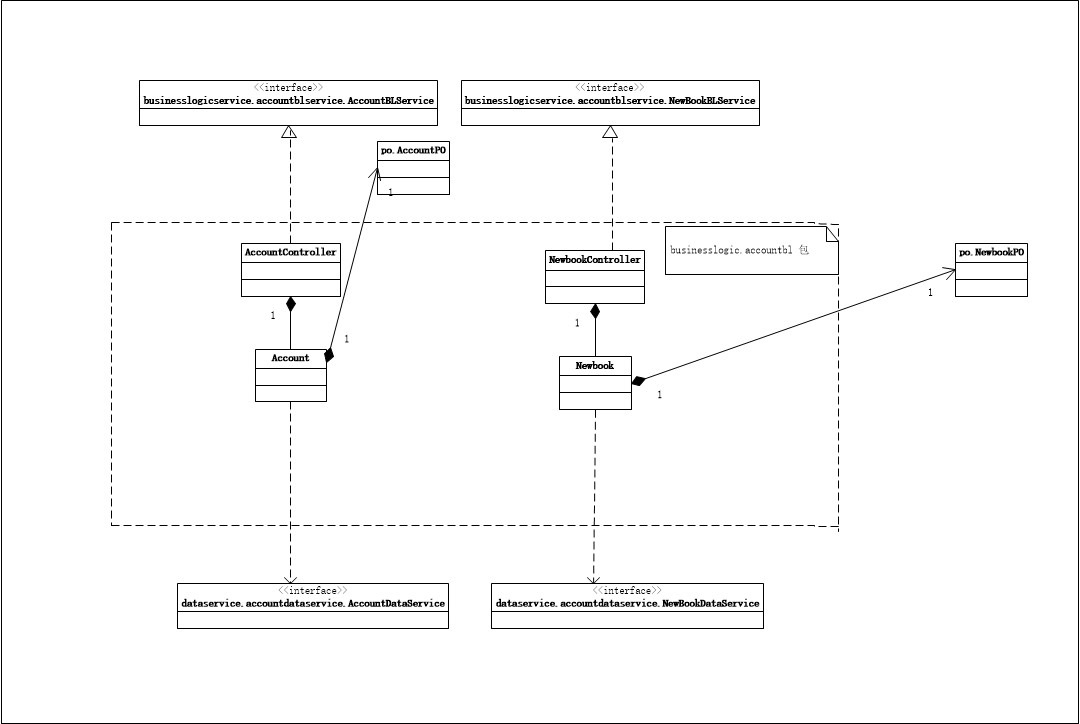 <<interface>>
businesslogicservice.accountblservice.AccountBLService
<<interface>>
businesslogicservice.accountblservice.NewBookBLService
po.AccountPO
1
AccountController
NewbookController
businesslogic.accountbl 包
po.NewbookPO
1
1
1
1
Account
Newbook
1
<<interface>>
dataservice.accountdataservice.AccountDataService
<<interface>>
dataservice.accountdataservice.NewBookDataService